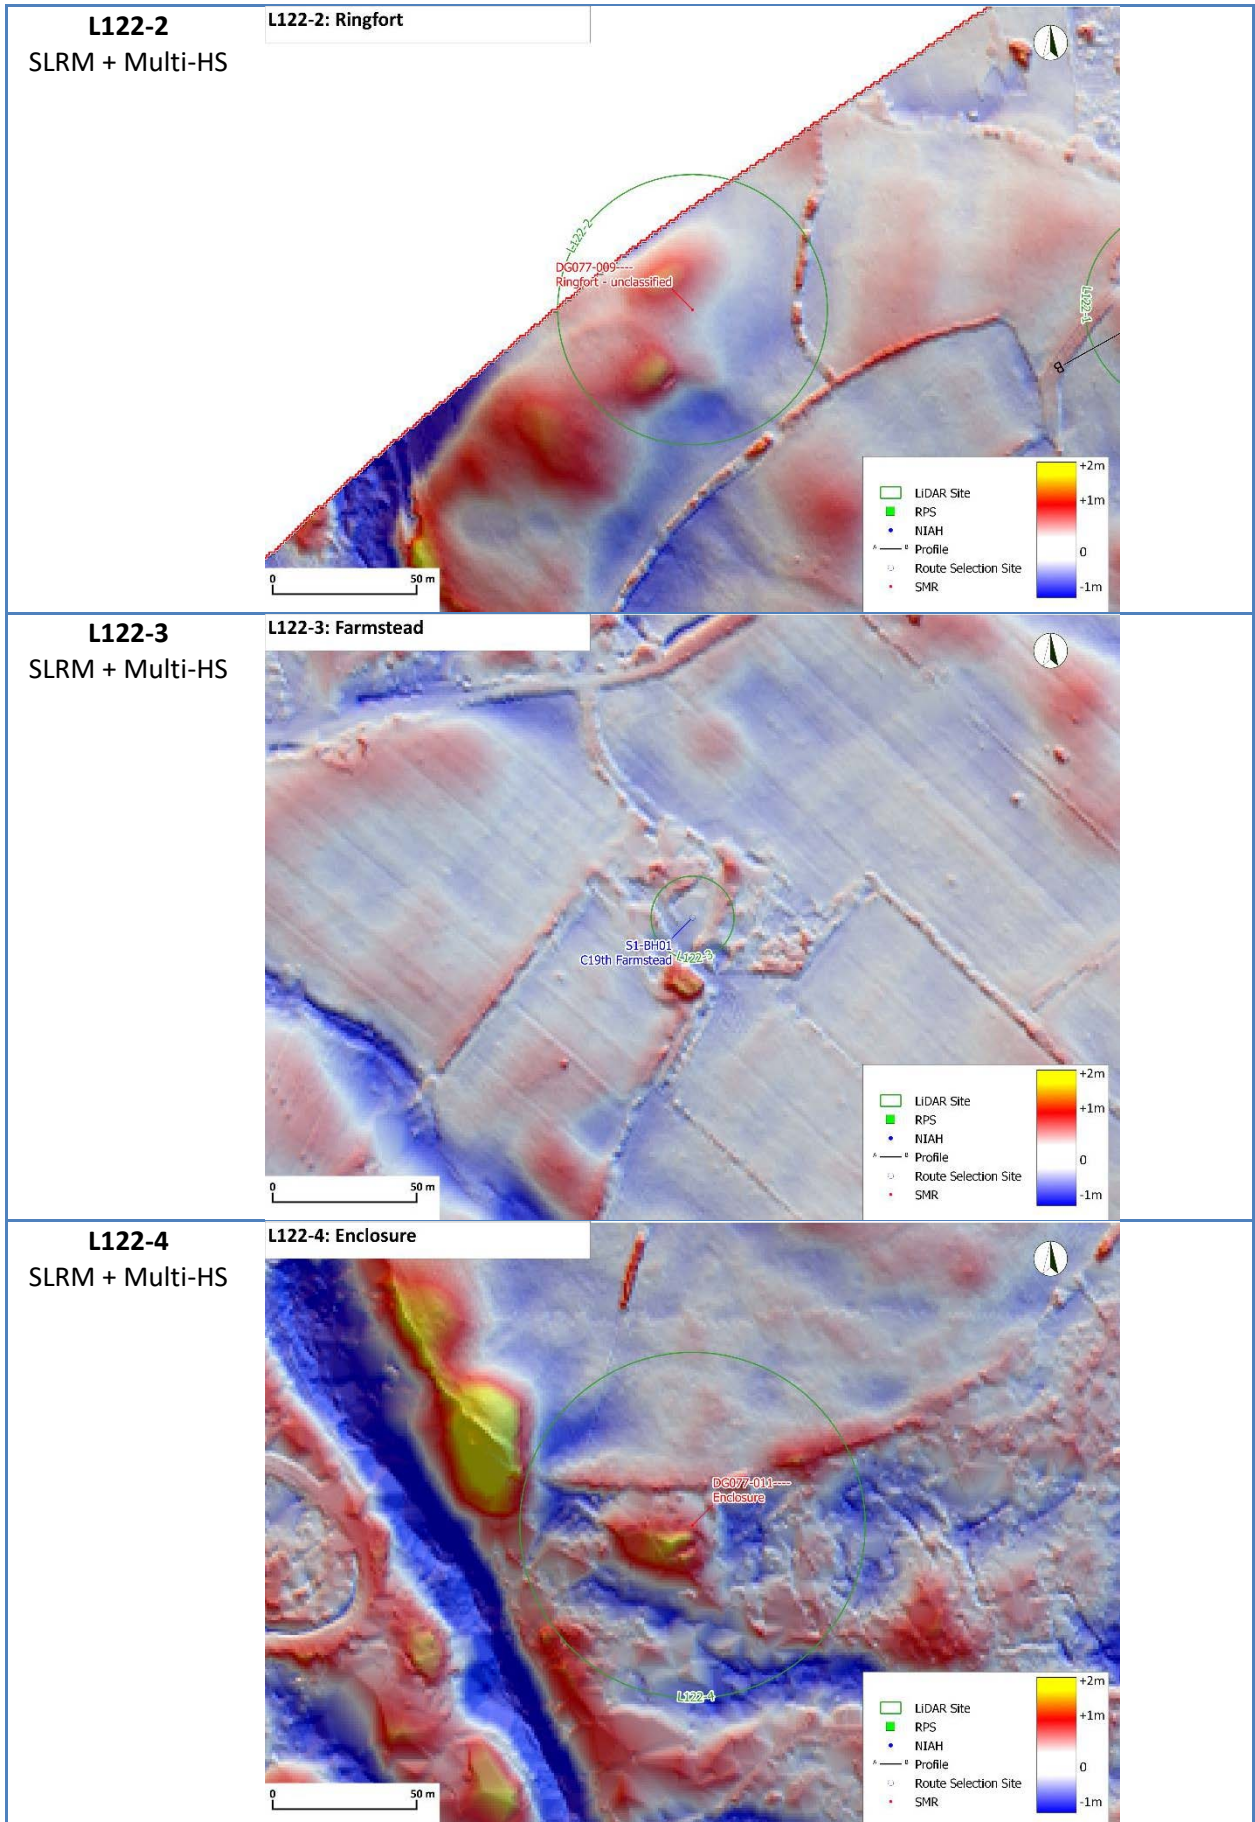 L122-2
SLRM + Multi-HS
L122-2: Ringfort
L122-2
DG077-009----
Ringfort - unclassified
L122-1
B
LiDAR Site
RPS
NIAH
A B Profile
Route Selection Site
SMR
+2m
+1m
0
-1m
0 50 m
L122-3
SLRM + Multi-HS
L122-3: Farmstead
S1-BH01
C19th Farmstead
L122-3
LiDAR Site
RPS
NIAH
A B Profile
Route Selection Site
SMR
+2m
+1m
0
-1m
0 50 m
L122-4
SLRM + Multi-HS
L122-4: Enclosure
DG077-011----
Enclosure
L122-4
LiDAR Site
RPS
NIAH
A B Profile
Route Selection Site
SMR
+2m
+1m
0
-1m
0 50 m